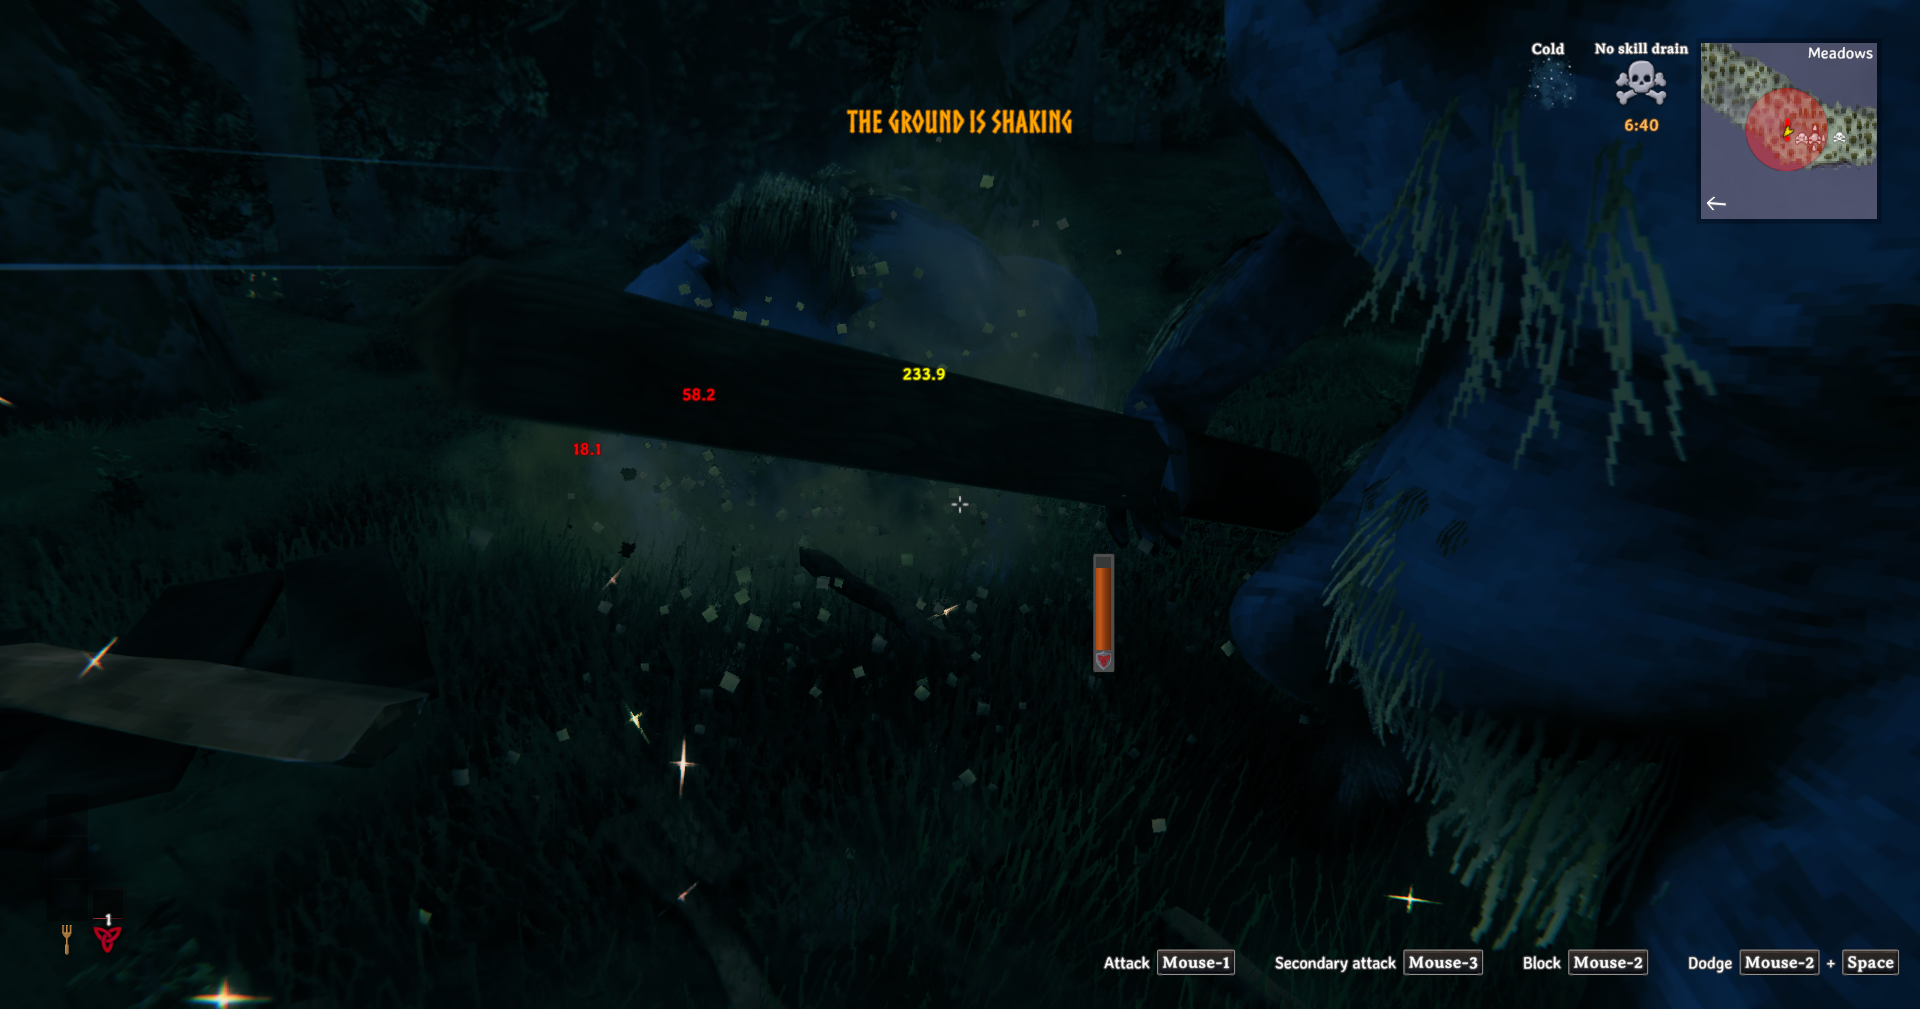 Cold
No skill drain
6:40
Meadows
THE GROUND IS SHAKING
233.9
58.2
18.1
1
Attack Mouse-1 Secondary attack Mouse-3 Block Mouse-2 Dodge Mouse-2 + Space